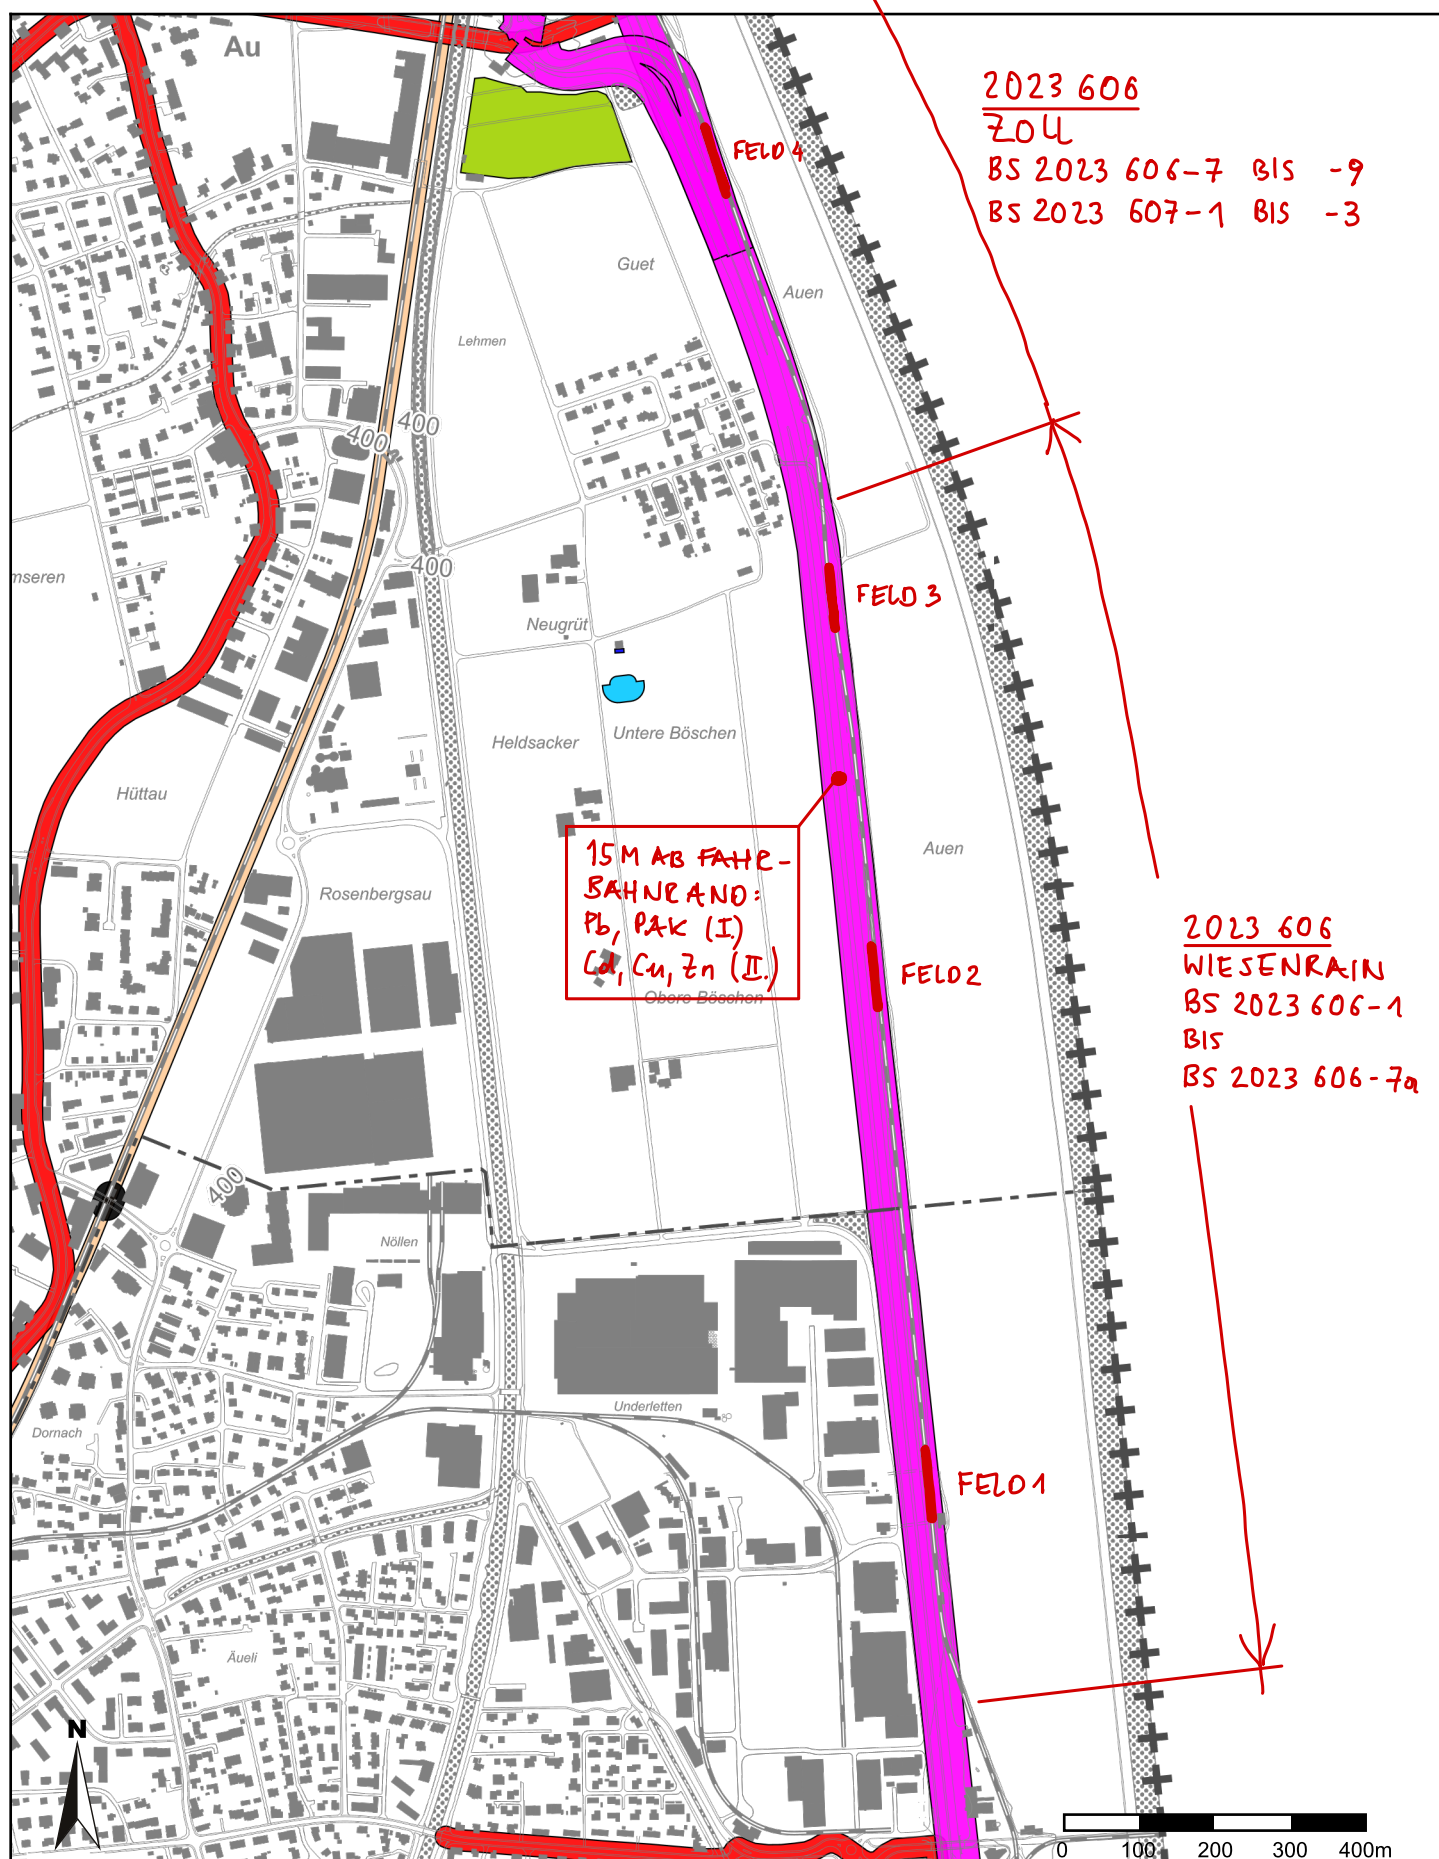 Au
2023 606
ZOLL
BS 2023 606-7 BIS -9
BS 2023 607-1 BIS -3
FELD 4
Guet
Auen
Lehmen
400
400
400
mseren
FELD 3
Neugrüt
Heldsacker
Untere Böschen
Hüttau
15 M AB FAHR-
BAHNRAND:
Pb, PAK (I.)
Cd, Cu, Zn (II.)
Auen
Rosenbergsau
Obere Böschen
FELD 2
2023 606
WIESENRAIN
BS 2023 606-1
BIS
BS 2023 606-7a
400
Nöllen
Underletten
Dornach
FELD 1
Äueli
N
0 100 200 300 400m